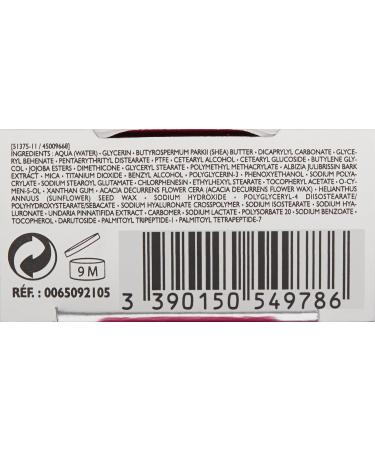 [51375-11 / 45009668]
INGREDIENTS : AQUA (WATER) - GLYCERIN - BUTYROSPERMUM PARKII (SHEA) BUTTER - DICAPRYLYL CARBONATE - GLYCE-
RYL BEHENATE - PENTAERYTHRITYL DISTEARATE - PTFE - CETEARYL ALCOHOL - CETEARYL GLUCOSIDE - BUTYLENE GLY-
COL - JOJOBA ESTERS - DIMETHICONE - GLYCERYL STEARATE - POLYMETHYL METHACRYLATE - ALBIZIA JULIBRISSIN BARK
EXTRACT - MICA - TITANIUM DIOXIDE - BENZYL ALCOHOL - POLYGLYCERIN-3 - PHENOXYETHANOL - SODIUM POLYA-
CRYLATE - SODIUM STEAROYL GLUTAMATE - CHLORPHENESIN - ETHYLHEXYL STEARATE - TOCOPHERYL ACETATE - O-CY-
MEN-5-OL - XANTHAN GUM - ACACIA DECURRENS FLOWER CERA (ACACIA DECURRENS FLOWER WAX) - HELIANTHUS
ANNUUS (SUNFLOWER) SEED WAX - SODIUM HYDROXIDE - POLYGLYCERYL-4 DIISOSTEARATE/
POLYHYDROXYSTEARATE/SEBACATE - SODIUM HYALURONATE CROSSPOLYMER - SODIUM ISOSTEARATE - SODIUM HYA-
LURONATE - UNDARIA PINNATIFIDA EXTRACT - CARBOMER - SODIUM LACTATE - POLYSORBATE 20 - SODIUM BENZOATE -
TOCOPHEROL - DARUTOSIDE - PALMITOYL TRIPEPTIDE-1 - PALMITOYL TETRAPEPTIDE-7
9 M
RÉF. : 0065092105
3 390150 549786